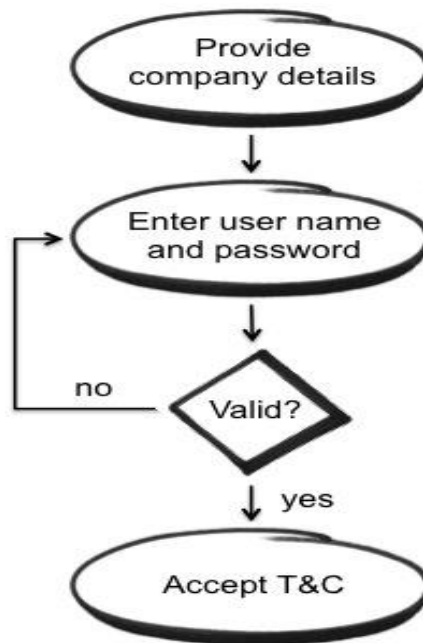 Provide
company details
Enter user name
and password
no
Valid?
yes
Accept T&C